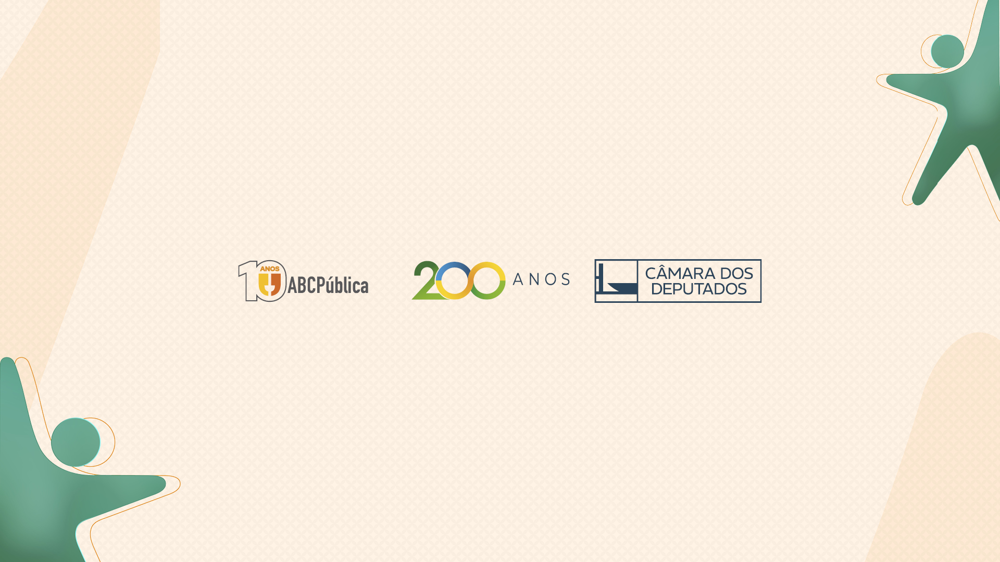 10 ANOS ABCPública
200 ANOS
CÂMARA DOS
DEPUTADOS